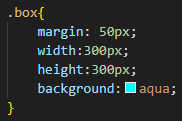 .box{
    margin: 50px;
    width:300px;
    height:300px;
    background:aqua;
}